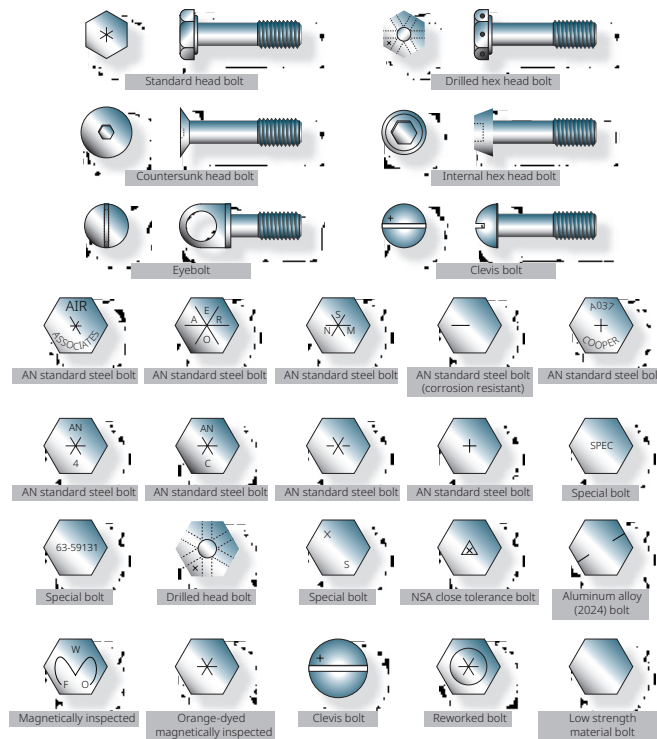 Standard head bolt
Drilled hex head bolt
Countersunk head bolt
Internal hex head bolt
Eyebolt
Clevis bolt
AIR
ASSOCIATES
AN standard steel bolt
E
A R
O
AN standard steel bolt
S
N M
AN standard steel bolt
AN standard steel bolt
(corrosion resistant)
A037
COOPER
AN standard steel bol
AN
4
AN standard steel bolt
AN
C
AN standard steel bolt
AN standard steel bolt
AN standard steel bolt
SPEC
Special bolt
63-59131
Special bolt
X
Drilled head bolt
X
S
Special bolt
X
NSA close tolerance bolt
Aluminum alloy
(2024) bolt
W
F O
Magnetically inspected
Orange-dyed
magnetically inspected
Clevis bolt
Reworked bolt
Low strength
material bolt